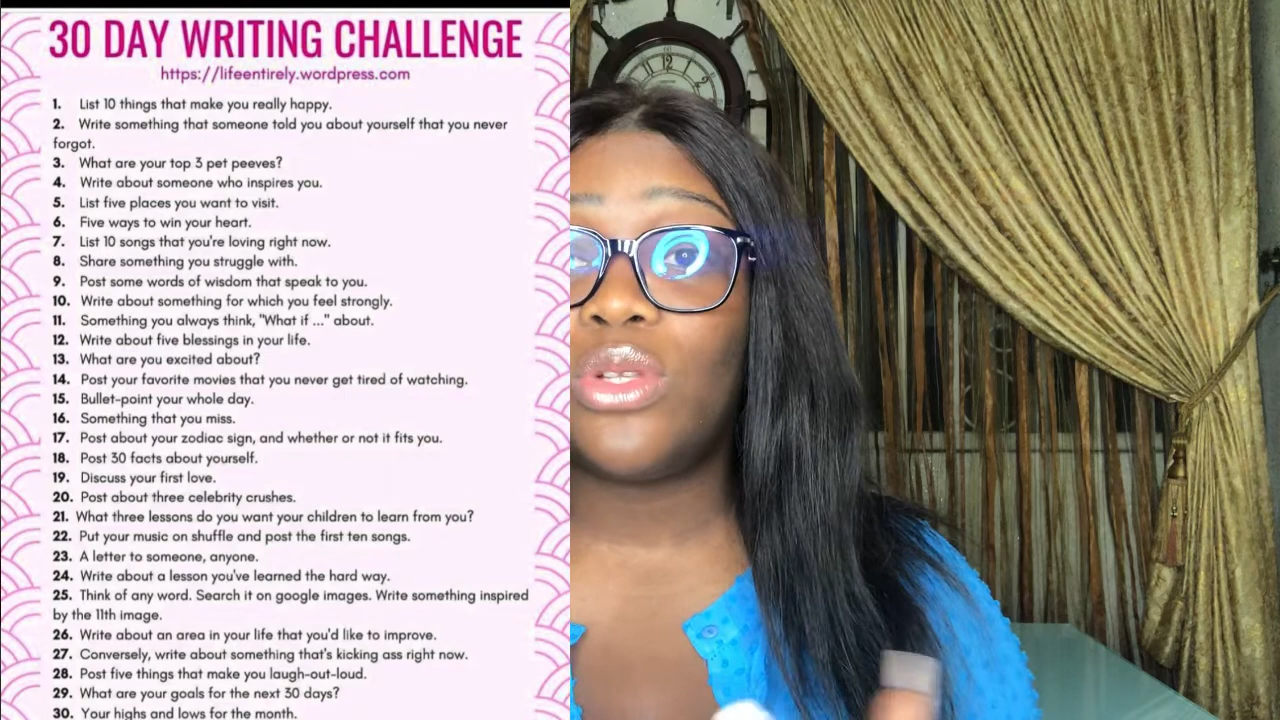 30 DAY WRITING CHALLENGE
https://lifeentirely.wordpress.com
1. List 10 things that make you really happy.
2. Write something that someone told you about yourself that you never
forgot.
3. What are your top 3 pet peeves?
4. Write about someone who inspires you.
5. List five places you want to visit.
6. Five ways to win your heart.
7. List 10 songs that you're loving right now.
8. Share something you struggle with.
9. Post some words of wisdom that speak to you.
10. Write about something for which you feel strongly.
11. Something you always think, "What if ..." about.
12. Write about five blessings in your life.
13. What are you excited about?
14. Post your favorite movies that you never get tired of watching.
15. Bullet-point your whole day.
16. Something that you miss.
17. Post about your zodiac sign, and whether or not it fits you.
18. Post 30 facts about yourself.
19. Discuss your first love.
20. Post about three celebrity crushes.
21. What three lessons do you want your children to learn from you?
22. Put your music on shuffle and post the first ten songs.
23. A letter to someone, anyone.
24. Write about a lesson you've learned the hard way.
25. Think of any word. Search it on google images. Write something inspired
by the 11th image.
26. Write about an area in your life that you'd like to improve.
27. Conversely, write about something that's kicking ass right now.
28. Post five things that make you laugh-out-loud.
29. What are your goals for the next 30 days?
30. Your highs and lows for the month.